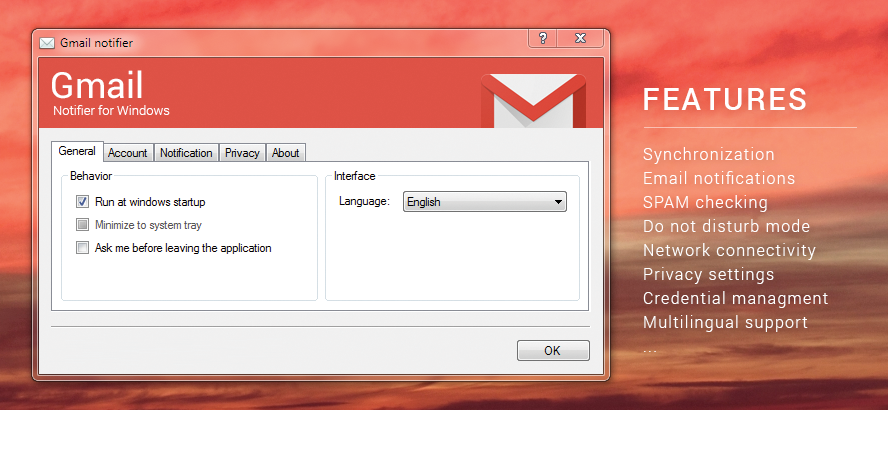 Gmail notifier
?
Gmail
Notifier for Windows
General Account Notification Privacy About
Behavior
Run at windows startup
Minimize to system tray
Ask me before leaving the application
Interface
Language: English
OK
FEATURES
Synchronization
Email notifications
SPAM checking
Do not disturb mode
Network connectivity
Privacy settings
Credential managment
Multilingual support
...